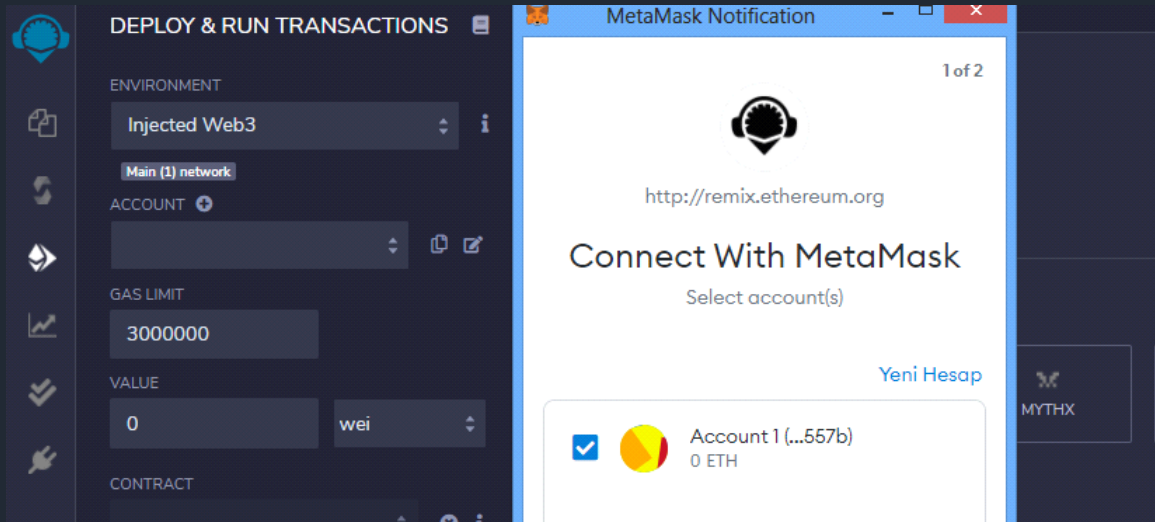 DEPLOY & RUN TRANSACTIONS
ENVIRONMENT
Injected Web3
Main (1) network
ACCOUNT
GAS LIMIT
3000000
VALUE
0
wei
CONTRACT
MetaMask Notification
1 of 2
http://remix.ethereum.org
Connect With MetaMask
Select account(s)
Yeni Hesap
Account 1 (...557b)
0 ETH
MYTHX